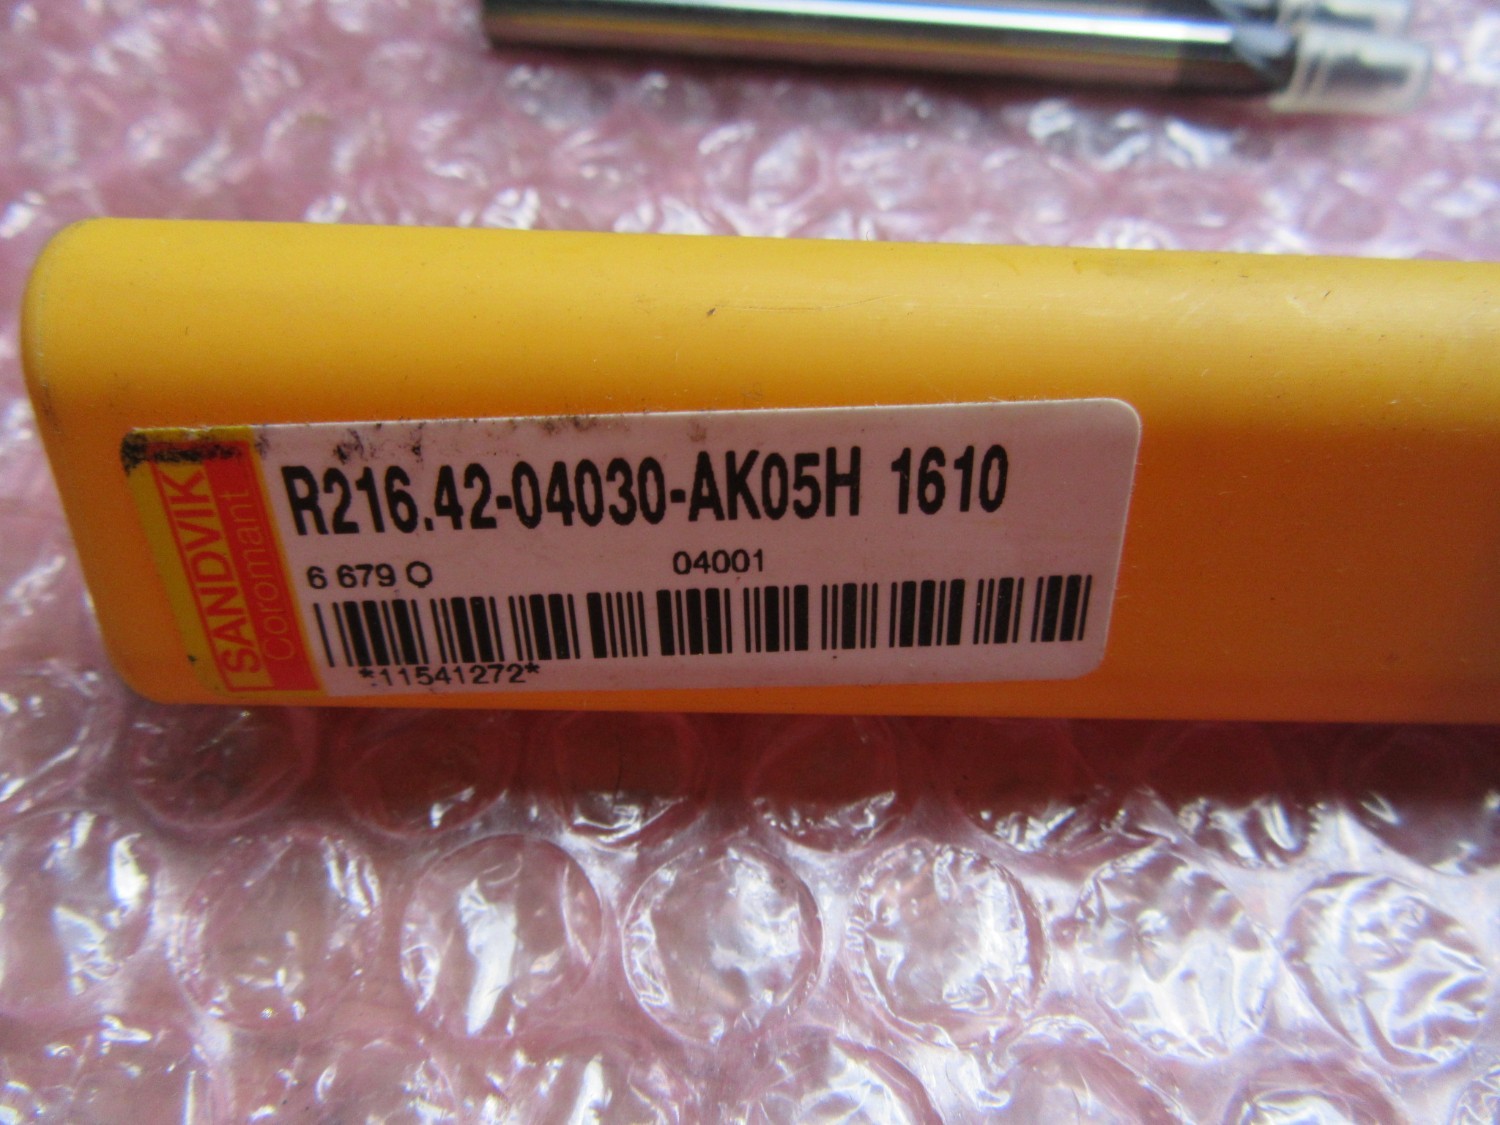 SANDVIK
Coromant
R216.42-04030-AK05H 1610
6 679 O
04001
*11541272*